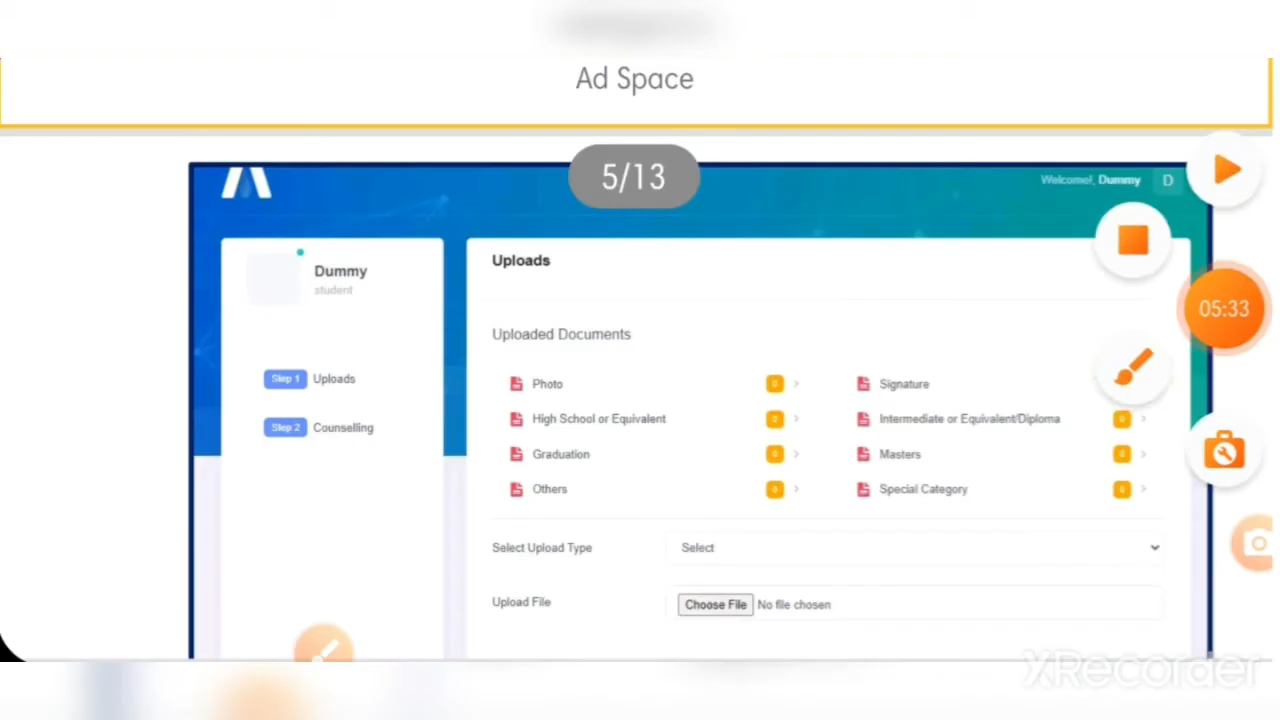 Ad Space
5/13
Welcome!, Dummy D
Dummy
student
Step 1 Uploads
Step 2 Counselling
Uploads
Uploaded Documents
Photo 0
Signature
High School or Equivalent 0
Intermediate or Equivalent/Diploma 0
Graduation 0
Masters 0
Others 0
Special Category 0
Select Upload Type Select
Upload File Choose File No file chosen
05:33
XRecorder